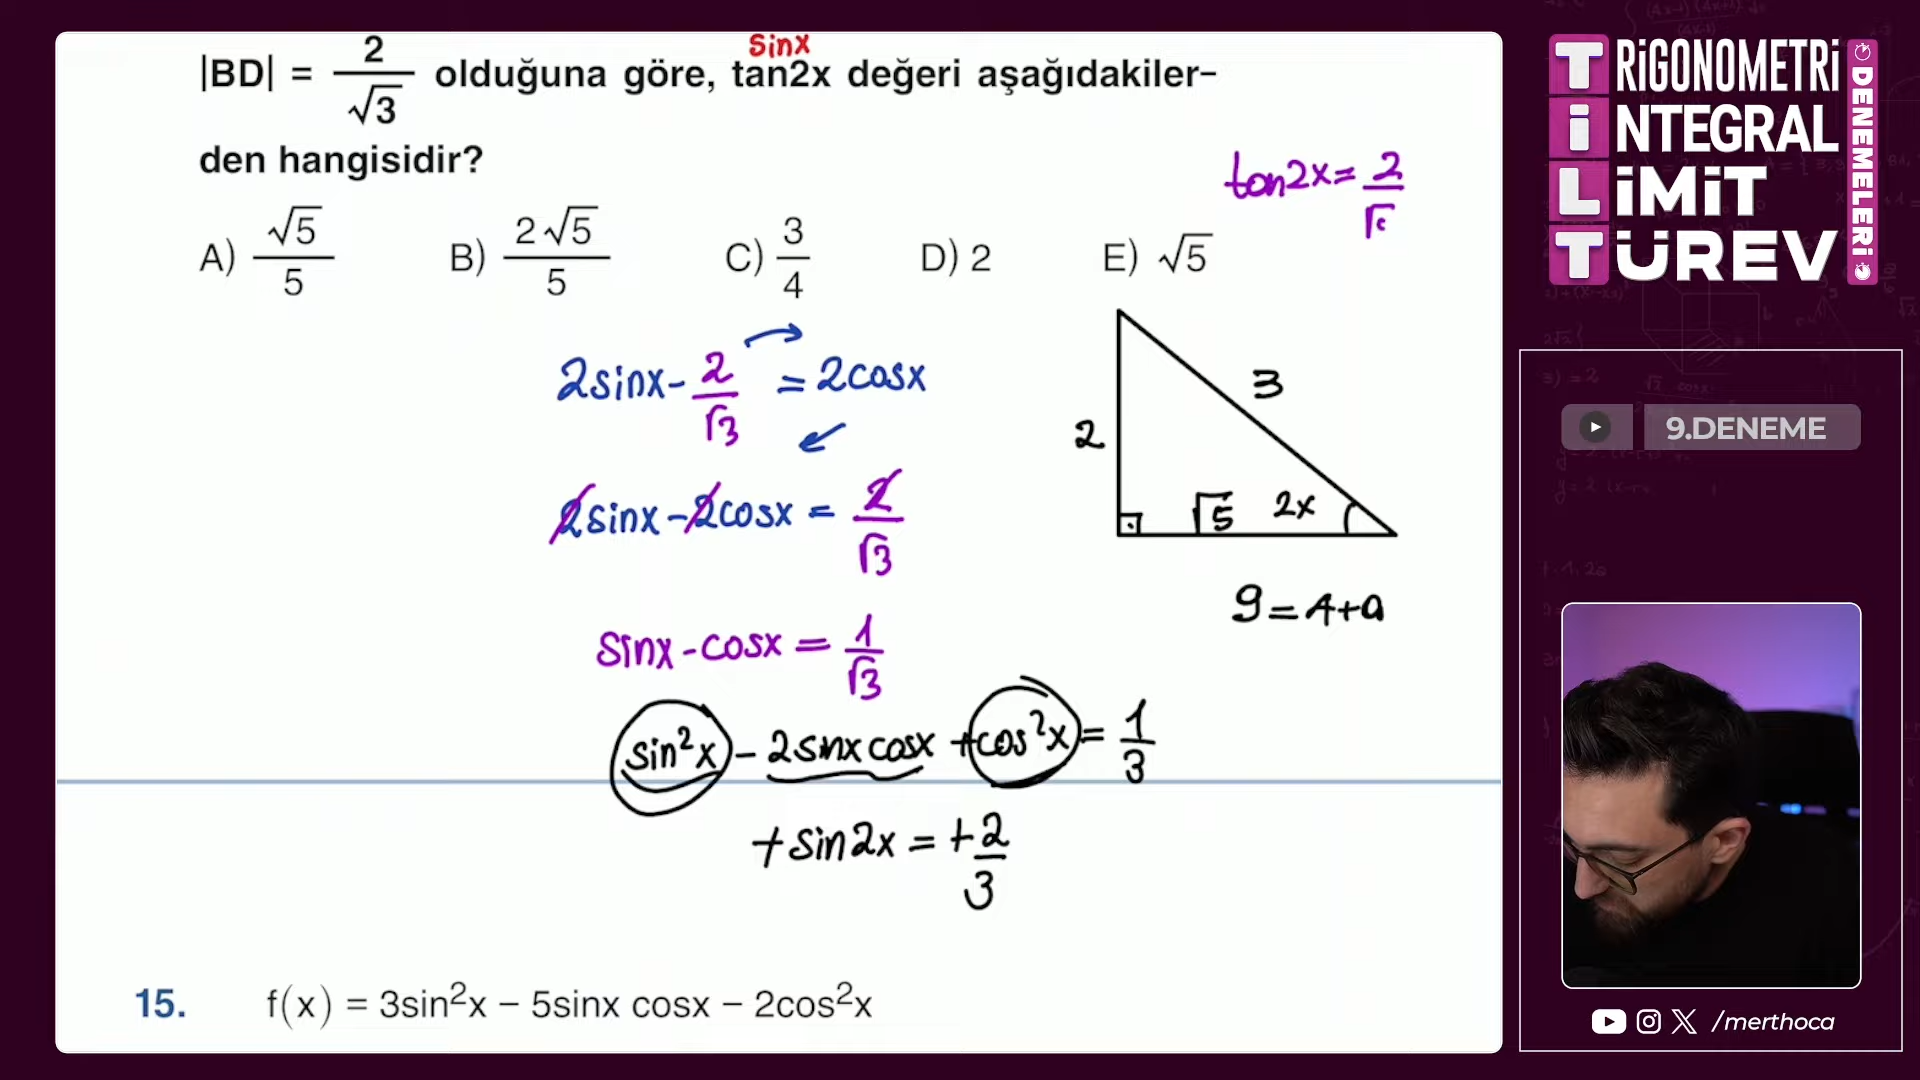 sinx
|BD| = 2/√3 olduğuna göre, tan2x değeri aşağıdakiler-
den hangisidir?
tan2x = 2/√
A) √5/5 B) 2√5/5 C) 3/4 D) 2 E) √5
2sinx - 2/√3 = 2cosx
3
2
2sinx - 2cosx = 2/√3
√5 2x
9 = 4+a
sinx - cosx = 1/√3
sin²x - 2sinx cosx + cos²x = 1/3
+ sin2x = +2/3
15. f(x) = 3sin²x − 5sinx cosx − 2cos²x
TRiGONOMETRi
iNTEGRAL
LiMiT
TÜREV
DENEMELERi
9.DENEME
/merthoca